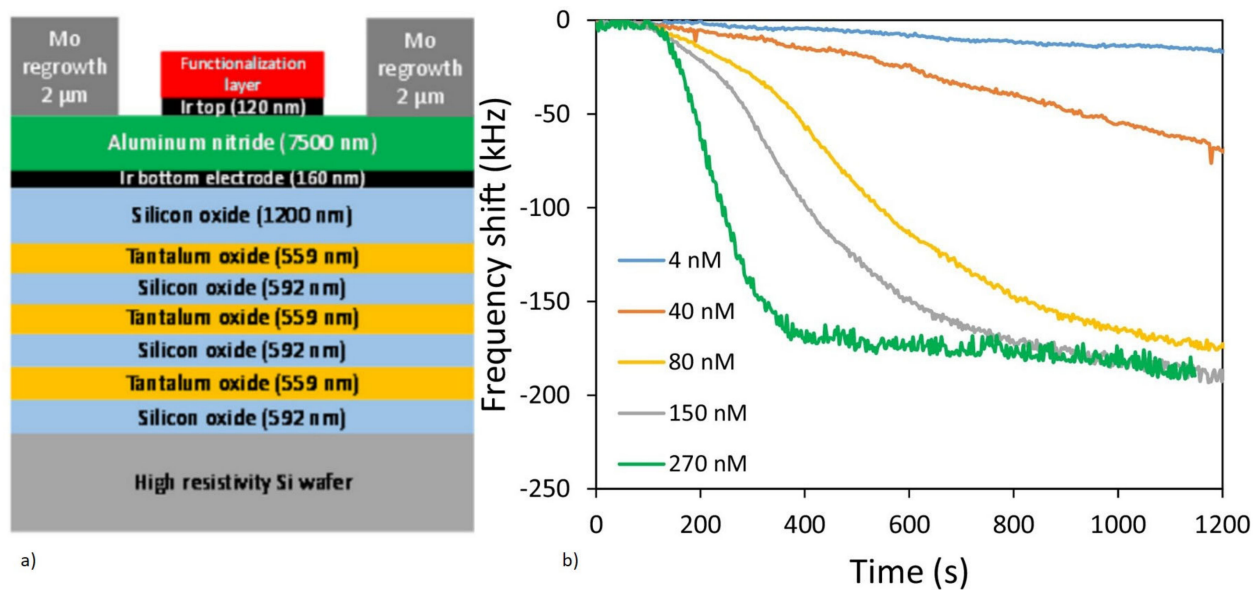 Mo
regrowth
2 µm
Functionalization
layer
Ir top (120 nm)
Mo
regrowth
2 µm
Aluminum nitride (7500 nm)
Ir bottom electrode (160 nm)
Silicon oxide (1200 nm)
Tantalum oxide (559 nm)
Silicon oxide (592 nm)
Tantalum oxide (559 nm)
Silicon oxide (592 nm)
Tantalum oxide (559 nm)
Silicon oxide (592 nm)
High resistivity Si wafer
a)
Frequency shift (kHz)
0
-50
-100
-150
-200
-250
4 nM
40 nM
80 nM
150 nM
270 nM
0
200
400
600
800
1000
1200
Time (s)
b)